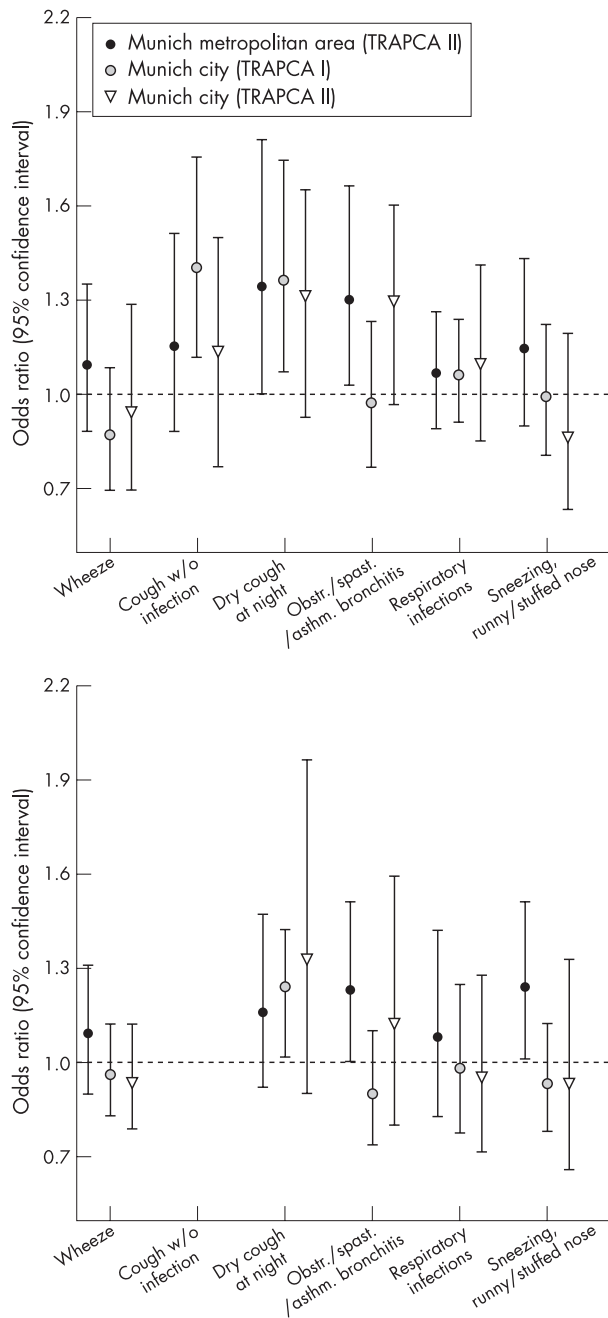 2.2
Munich metropolitan area (TRAPCA II)
Munich city (TRAPCA I)
Munich city (TRAPCA II)
1.9
1.6
1.3
1.0
0.7
Odds ratio (95% confidence interval)
Wheeze
Cough w/o
infection
Dry cough
at night
Obstr./spast.
/asthm. bronchitis
Respiratory
infections
Sneezing,
runny/stuffed nose
2.2
1.9
1.6
1.3
1.0
0.7
Odds ratio (95% confidence interval)
Wheeze
Cough w/o
infection
Dry cough
at night
Obstr./spast.
/asthm. bronchitis
Respiratory
infections
Sneezing,
runny/stuffed nose